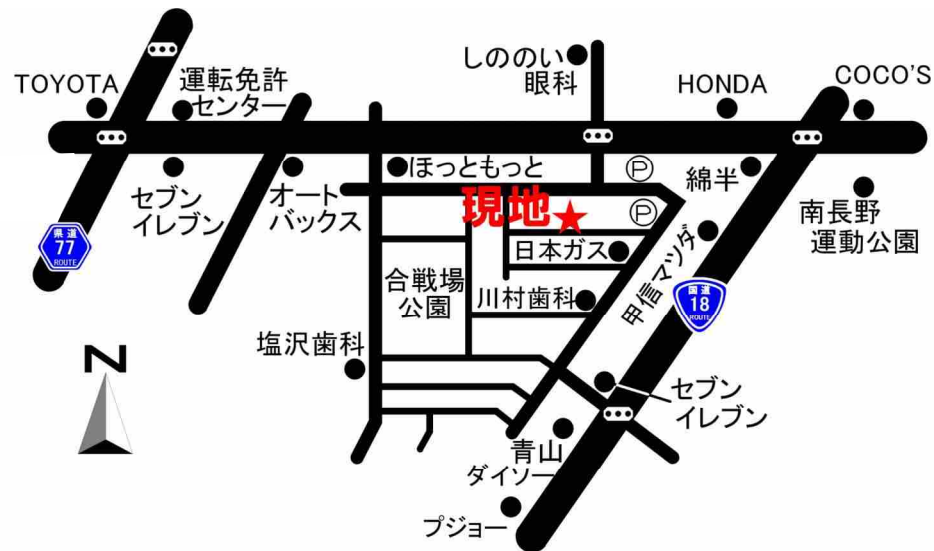 しののい
眼科
TOYOTA
運転免許
センター
HONDA
COCO'S
セブン
イレブン
オート
バックス
ほっともっと
Ⓟ
綿半
南長野
運動公園
現地
Ⓟ
県道
77
ROUTE
日本ガス
甲信マツダ
合戦場
公園
川村歯科
国道
18
ROUTE
塩沢歯科
N
セブン
イレブン
青山
ダイソー
プジョー